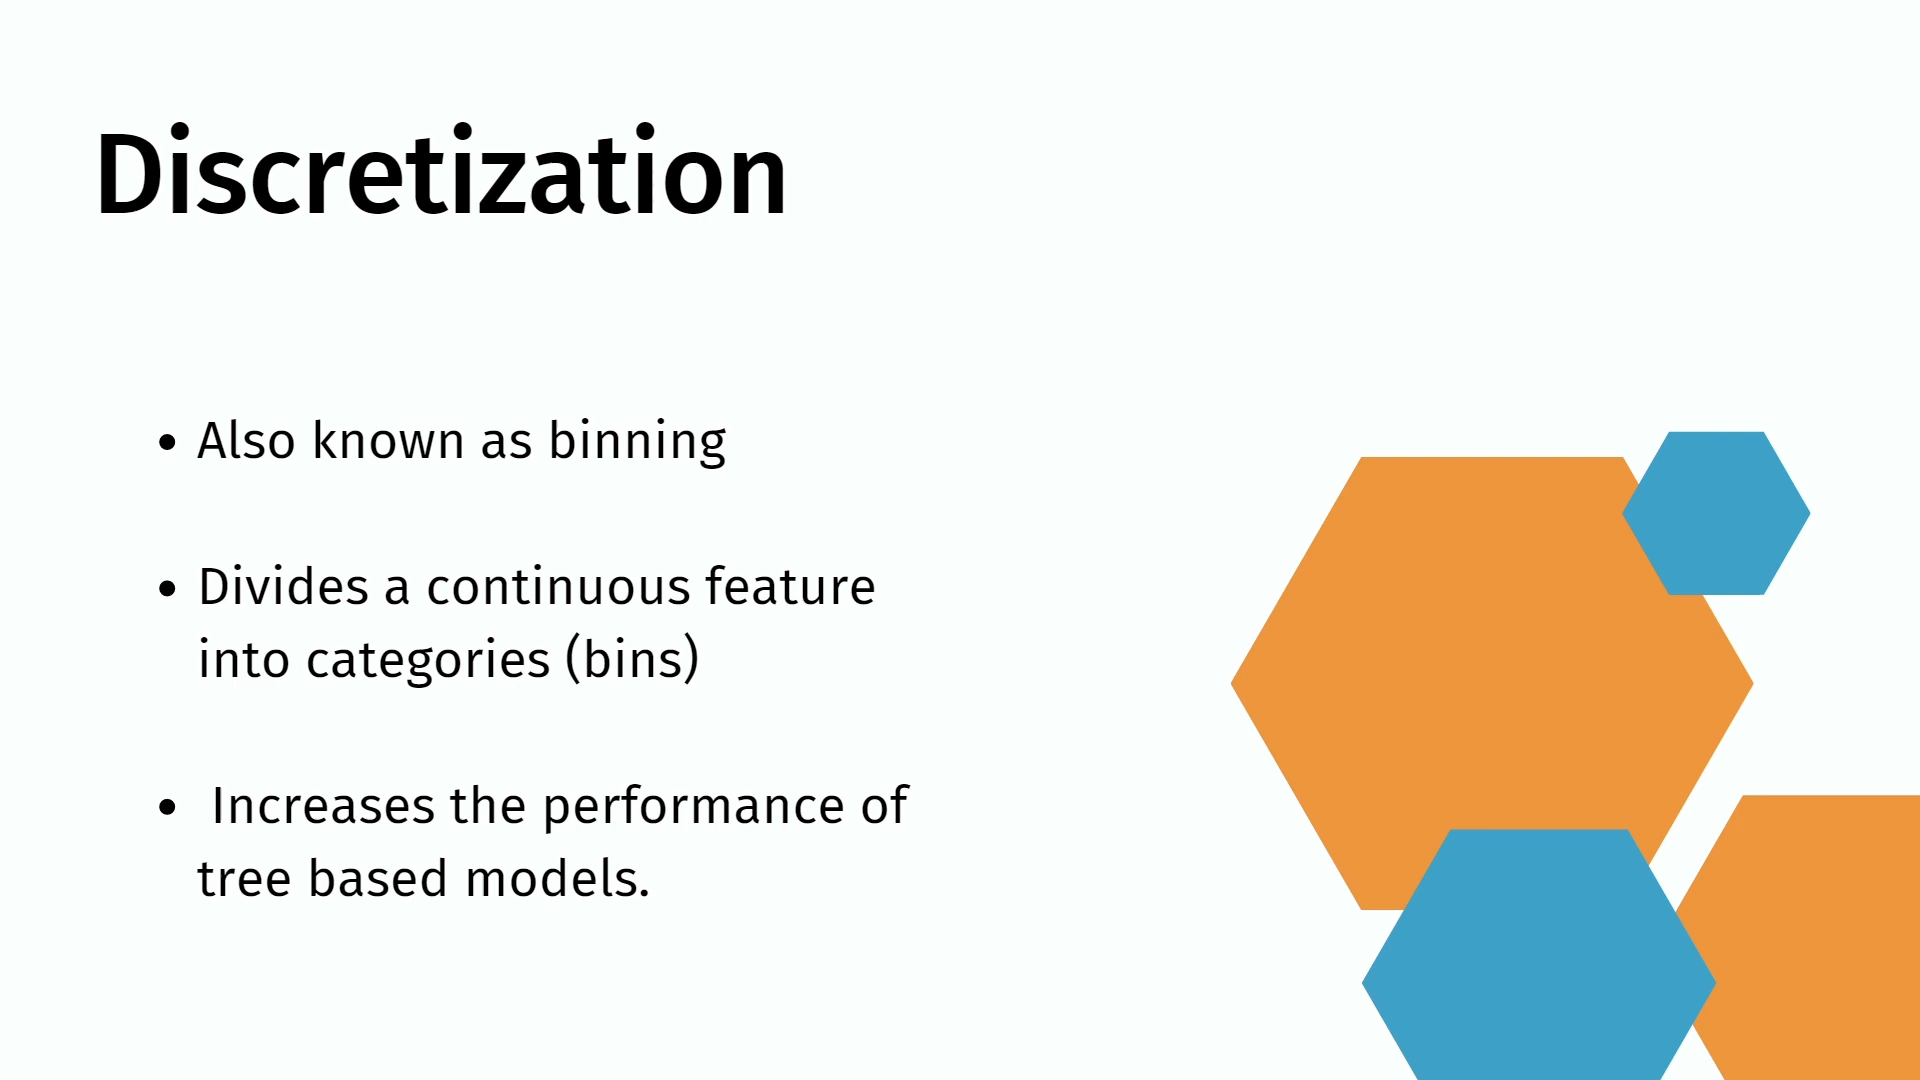 Discretization
• Also known as binning
• Divides a continuous feature
into categories (bins)
• Increases the performance of
tree based models.